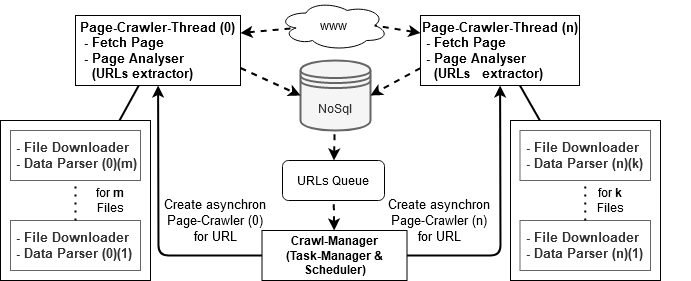 Page-Crawler-Thread (0)
- Fetch Page
- Page Analyser
(URLs extractor)
www
Page-Crawler-Thread (n)
- Fetch Page
- Page Analyser
(URLs extractor)
NoSql
- File Downloader
- Data Parser (0)(m)
for m
Files
- File Downloader
- Data Parser (0)(1)
URLs Queue
Create asynchron
Page-Crawler (0)
for URL
Create asynchron
Page-Crawler (n)
for URL
Crawl-Manager
(Task-Manager &
Scheduler)
- File Downloader
- Data Parser (n)(k)
for k
Files
- File Downloader
- Data Parser (n)(1)